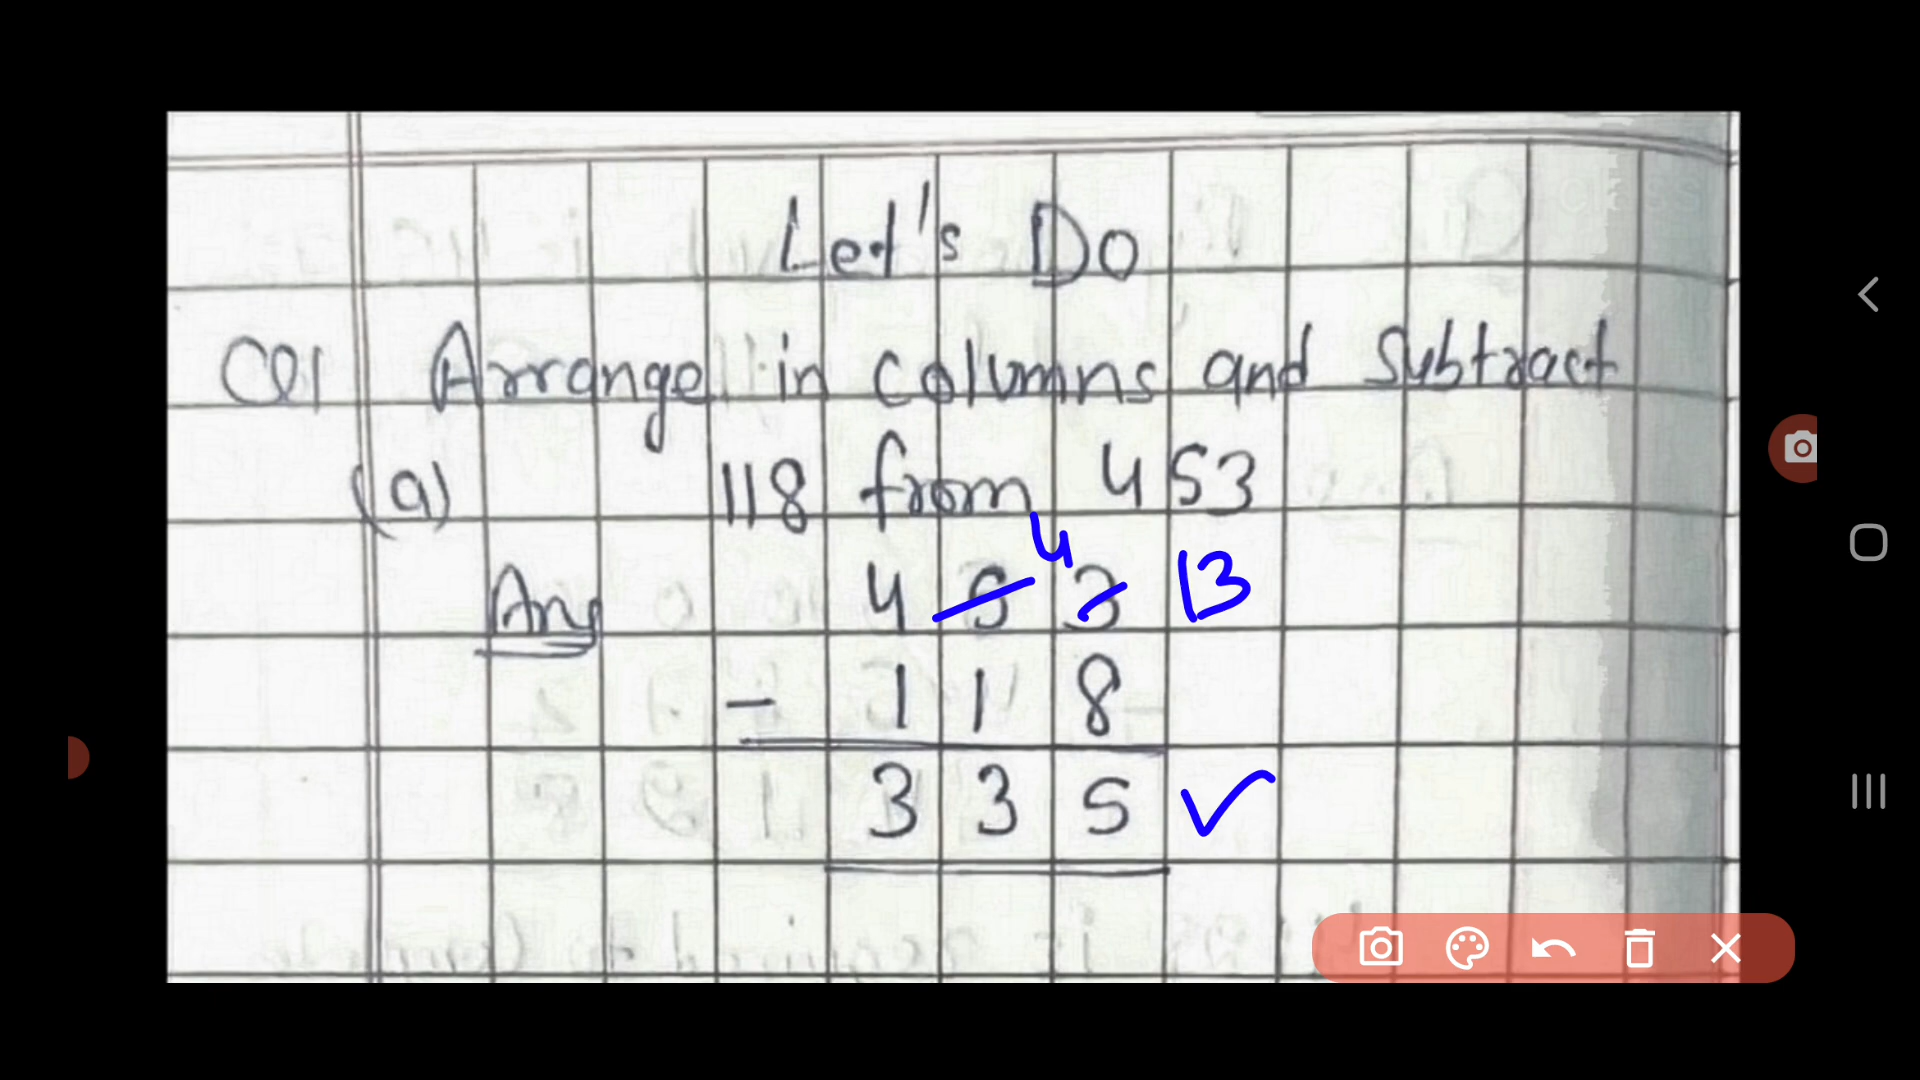 Let's Do
Q1 Arrange in columns and subtract
(a) 118 from 453
4
Ans 4 5 3 13
- 1 1 8
3 3 5